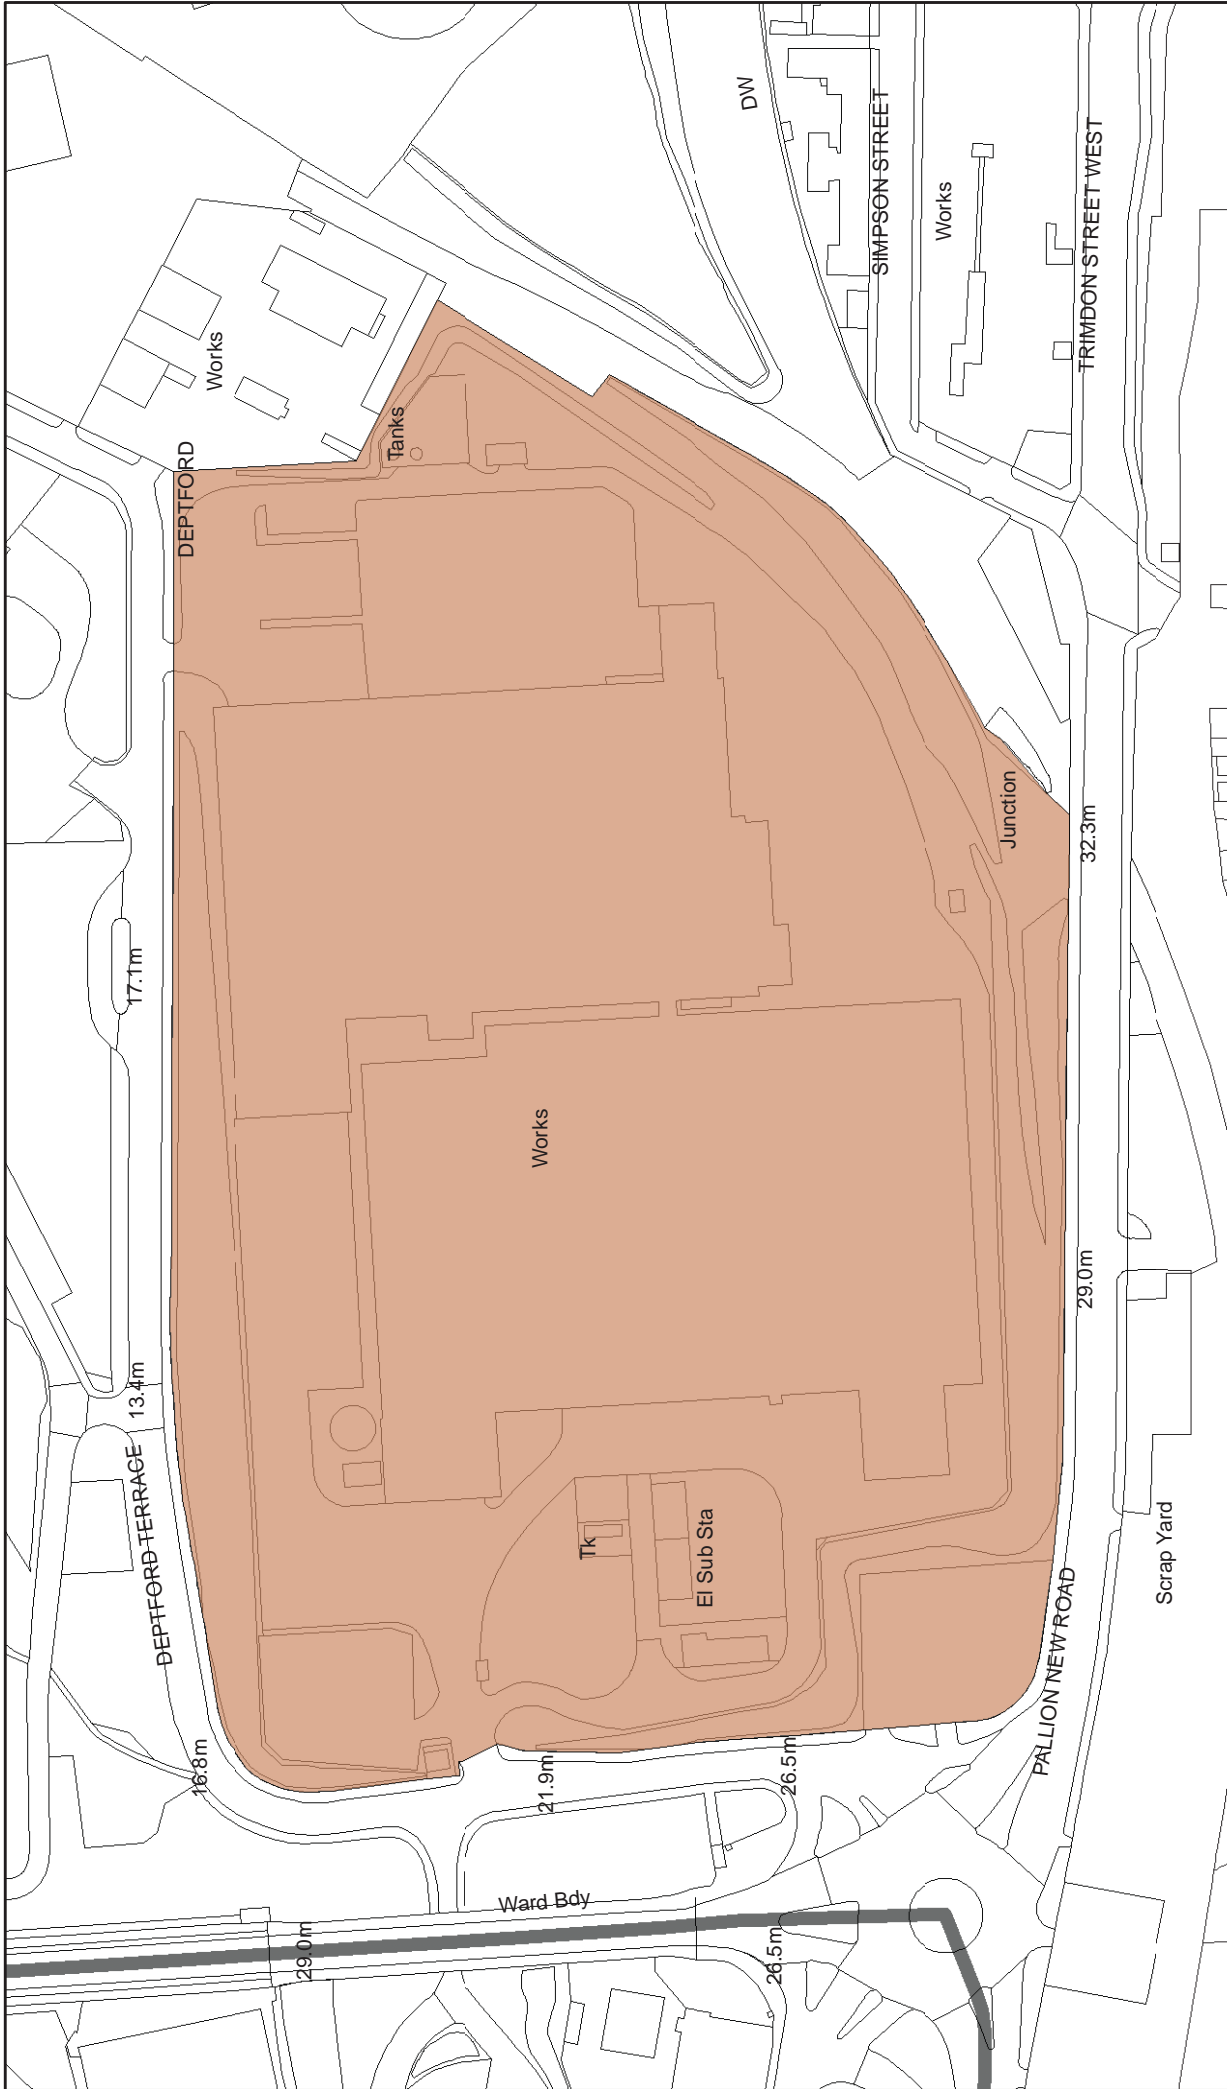 DW
SIMPSON STREET
Works
TRIMDON STREET WEST
Works
Tanks
DEPTFORD
Junction
32.3m
17.1m
Works
29.0m
13.4m
DEPTFORD TERRACE
Tk
El Sub Sta
Scrap Yard
PALLION NEW ROAD
16.8m
21.9m
26.5m
Ward Bdy
29.0m
26.5m